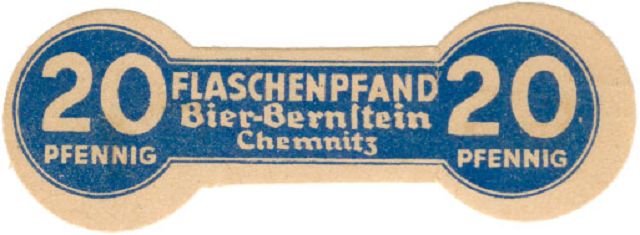 20
PFENNIG
FLASCHENPFAND
Bier-Bernſtein
Chemnitz
20
PFENNIG